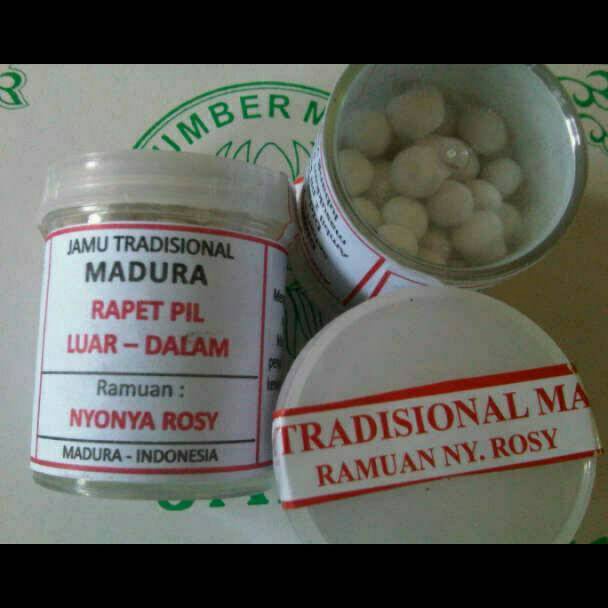 JAMU TRADISIONAL
MADURA
RAPET PIL
LUAR – DALAM
Ramuan :
NYONYA ROSY
MADURA - INDONESIA
UMBER M
TRADISIONAL MA
RAMUAN NY. ROSY